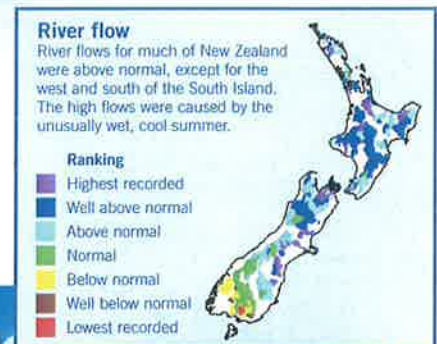 River flow
River flows for much of New Zealand
were above normal, except for the
west and south of the South Island.
The high flows were caused by the
unusually wet, cool summer.
Ranking
Highest recorded
Well above normal
Above normal
Normal
Below normal
Well below normal
Lowest recorded